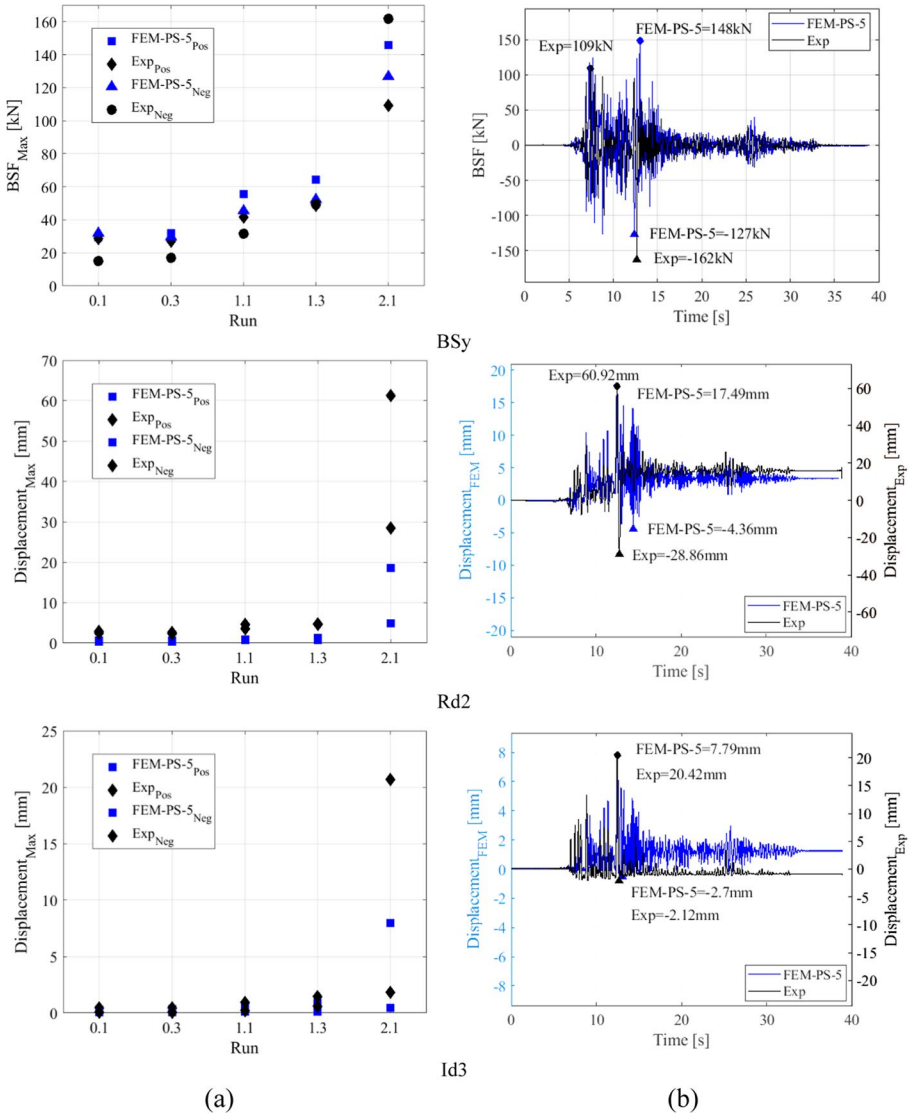 160
140
120
100
80
60
40
20
0
BSF_Max [kN]
FEM-PS-5_Pos
Exp_Pos
FEM-PS-5_Neg
Exp_Neg
0.1 0.3 1.1 1.3 2.1
Run
150
100
50
0
-50
-100
-150
BSF [kN]
FEM-PS-5=148kN
Exp=109kN
FEM-PS-5
Exp
FEM-PS-5=-127kN
Exp=-162kN
0 5 10 15 20 25 30 35 40
Time [s]
BSy
70
60
50
40
30
20
10
0
Displacement_Max [mm]
FEM-PS-5_Pos
Exp_Pos
FEM-PS-5_Neg
Exp_Neg
0.1 0.3 1.1 1.3 2.1
Run
20
15
10
5
0
-5
-10
-15
-20
Displacement_FEM [mm]
Exp=60.92mm
FEM-PS-5=17.49mm
FEM-PS-5=-4.36mm
Exp=-28.86mm
FEM-PS-5
Exp
60
40
20
0
-20
-40
-60
Displacement_Exp [mm]
0 10 20 30 40
Time [s]
Rd2
25
20
15
10
5
0
Displacement_Max [mm]
FEM-PS-5_Pos
Exp_Pos
FEM-PS-5_Neg
Exp_Neg
0.1 0.3 1.1 1.3 2.1
Run
8
6
4
2
0
-2
-4
-6
-8
Displacement_FEM [mm]
FEM-PS-5=7.79mm
Exp=20.42mm
FEM-PS-5=-2.7mm
Exp=-2.12mm
FEM-PS-5
Exp
20
15
10
5
0
-5
-10
-15
-20
Displacement_Exp [mm]
0 10 20 30 40
Time [s]
Id3
(a) (b)